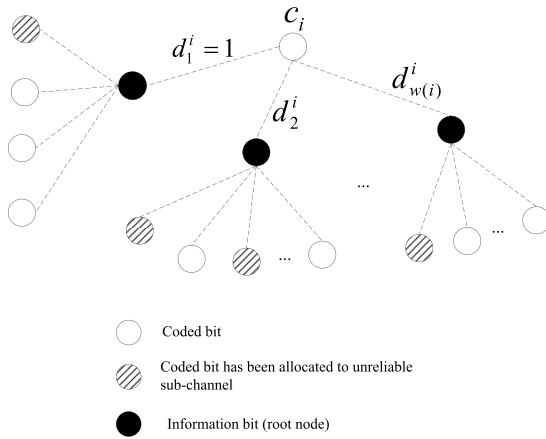 c_i
d_1^i = 1
d_{w(i)}^i
d_2^i
...
...
...
Coded bit
Coded bit has been allocated to unreliable
sub-channel
Information bit (root node)